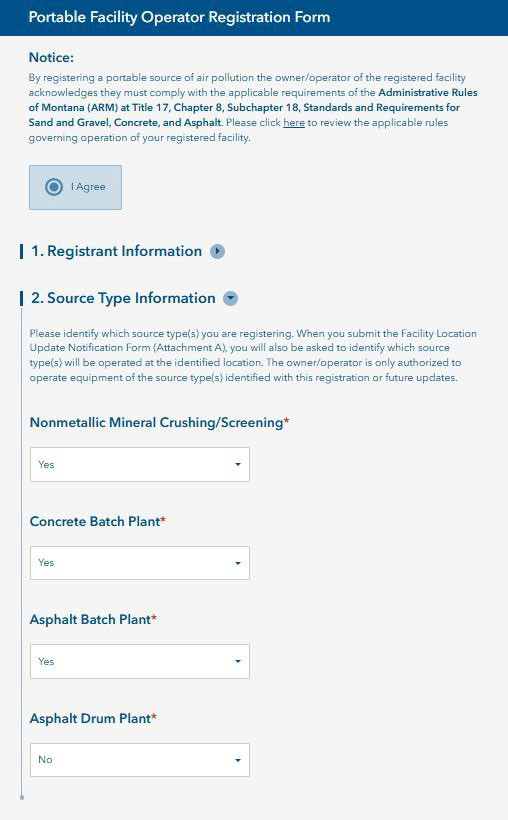 Portable Facility Operator Registration Form
Notice:
By registering a portable source of air pollution the owner/operator of the registered facility
acknowledges they must comply with the applicable requirements of the Administrative Rules
of Montana (ARM) at Title 17, Chapter 8, Subchapter 18, Standards and Requirements for
Sand and Gravel, Concrete, and Asphalt. Please click here to review the applicable rules
governing operation of your registered facility.
I Agree
1. Registrant Information
2. Source Type Information
Please identify which source type(s) you are registering. When you submit the Facility Location
Update Notification Form (Attachment A), you will also be asked to identify which source
type(s) will be operated at the identified location. The owner/operator is only authorized to
operate equipment of the source type(s) identified with this registration or future updates.
Nonmetallic Mineral Crushing/Screening*
Yes
Concrete Batch Plant*
Yes
Asphalt Batch Plant*
Yes
Asphalt Drum Plant*
No